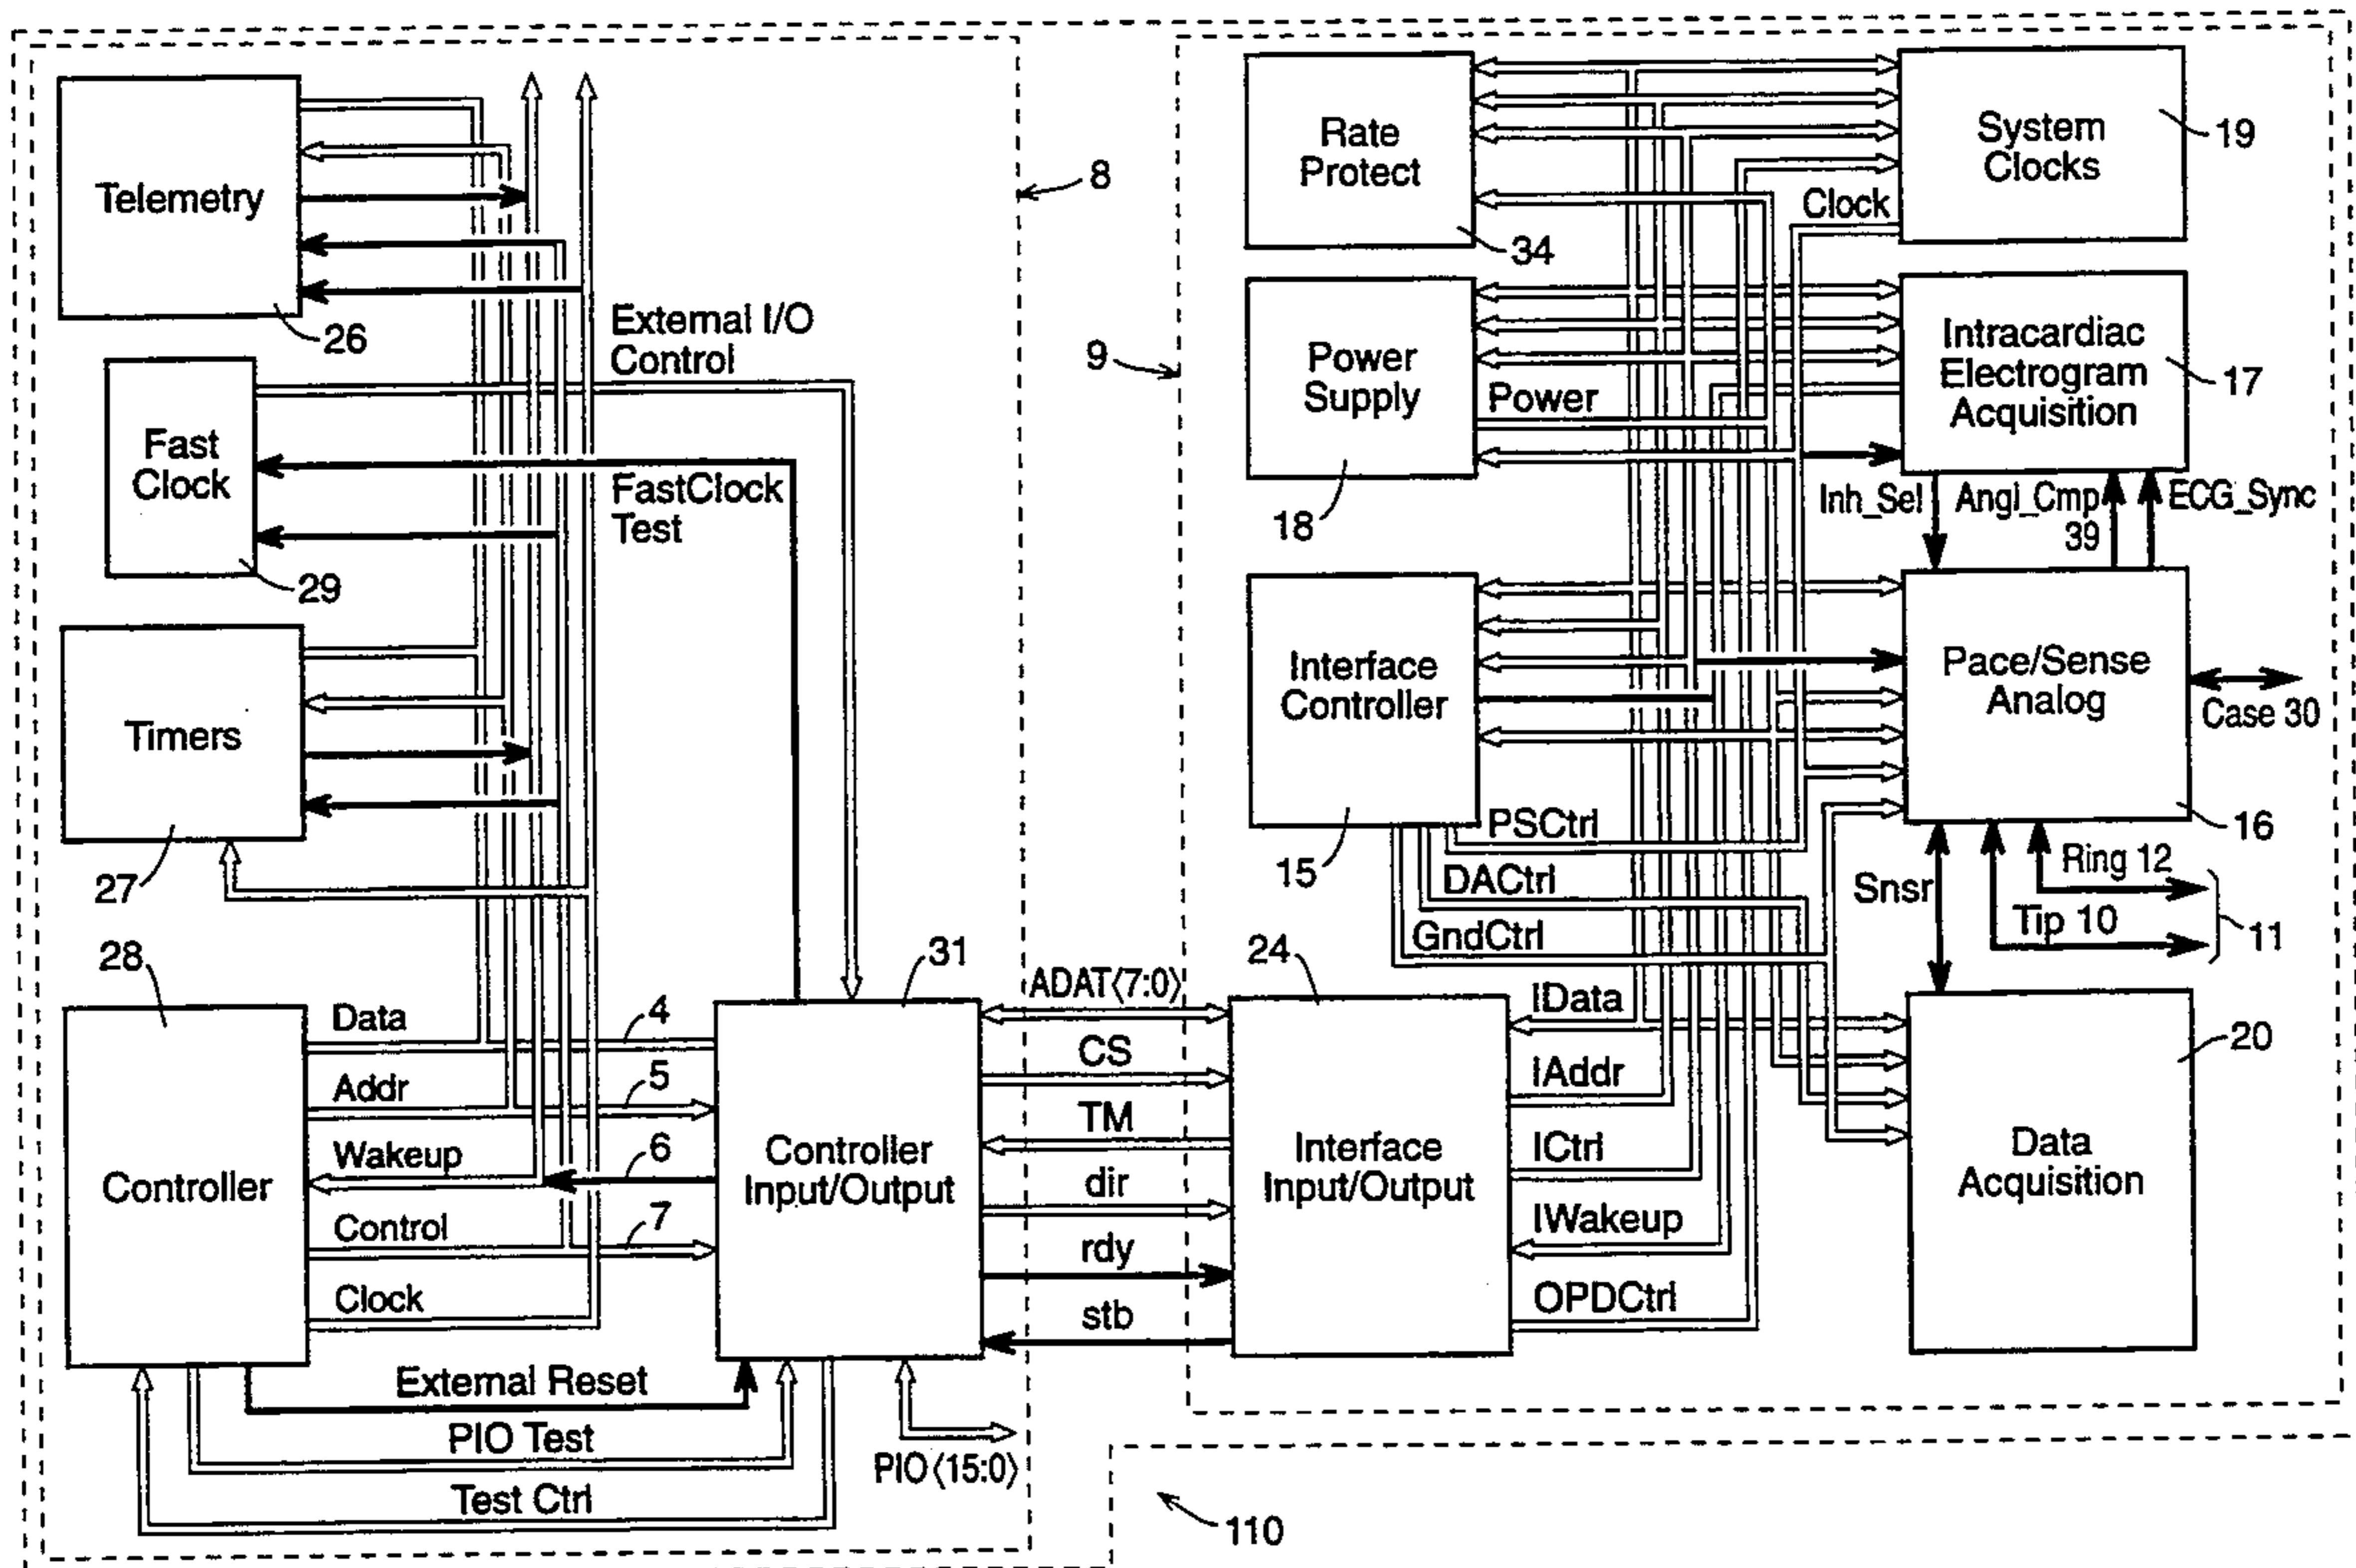 Telemetry
26
External I/O
Control
Fast
Clock
29
FastClock
Test
Timers
27
8
28
Controller
Data
4
Addr
5
Wakeup
6
Control
7
Clock
31
Controller
Input/Output
External Reset
PIO Test
Test Ctrl
PIO⟨15:0⟩
ADAT⟨7:0⟩
CS
TM
dir
rdy
stb
9
Rate
Protect
34
System
Clocks
19
Clock
Power
Supply
18
Power
Intracardiac
Electrogram
Acquisition
17
Inh_Sel
Angl_Cmp
39
ECG_Sync
Interface
Controller
15
Pace/Sense
Analog
16
Case 30
PSCtrl
DACtrl
GndCtrl
Snsr
Ring 12
Tip 10
11
24
Interface
Input/Output
IData
IAddr
ICtrl
IWakeup
OPDCtrl
Data
Acquisition
20
110